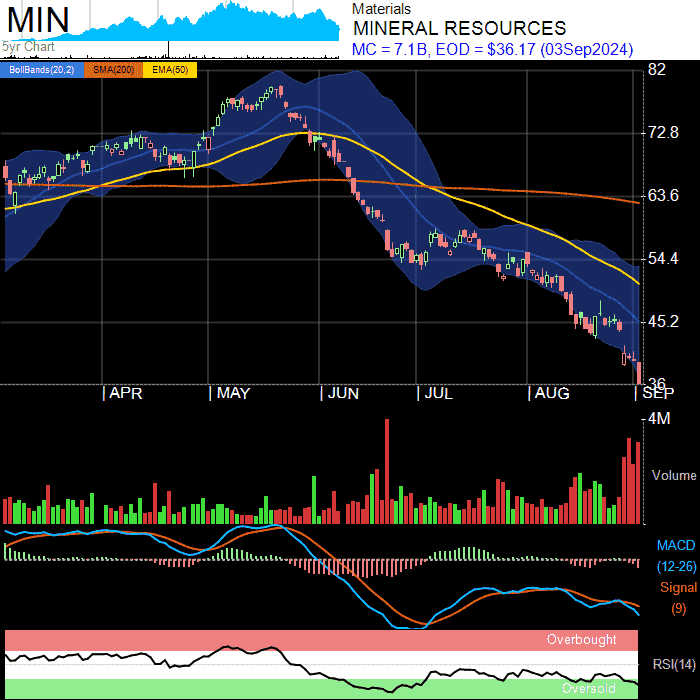 MIN
5yr Chart
Materials
MINERAL RESOURCES
MC = 7.1B, EOD = $36.17 (03Sep2024)
BollBands(20,2) SMA(200) EMA(50)
82
72.8
63.6
54.4
45.2
36
APR MAY JUN JUL AUG SEP
4M
Volume
MACD
(12-26)
Signal
(9)
Overbought
RSI(14)
Oversold